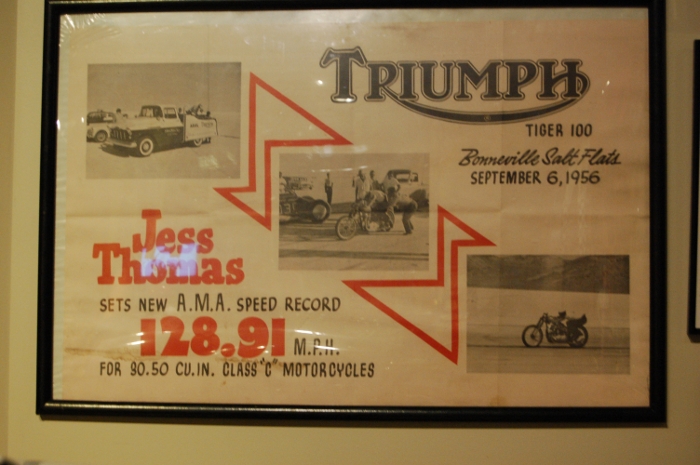 TRIUMPH
TIGER 100
Bonneville Salt Flats
SEPTEMBER 6, 1956
Jess
Thomas
SETS NEW A.M.A. SPEED RECORD
128.91 M.P.H.
FOR 30.50 CU.IN. CLASS "C" MOTORCYCLES